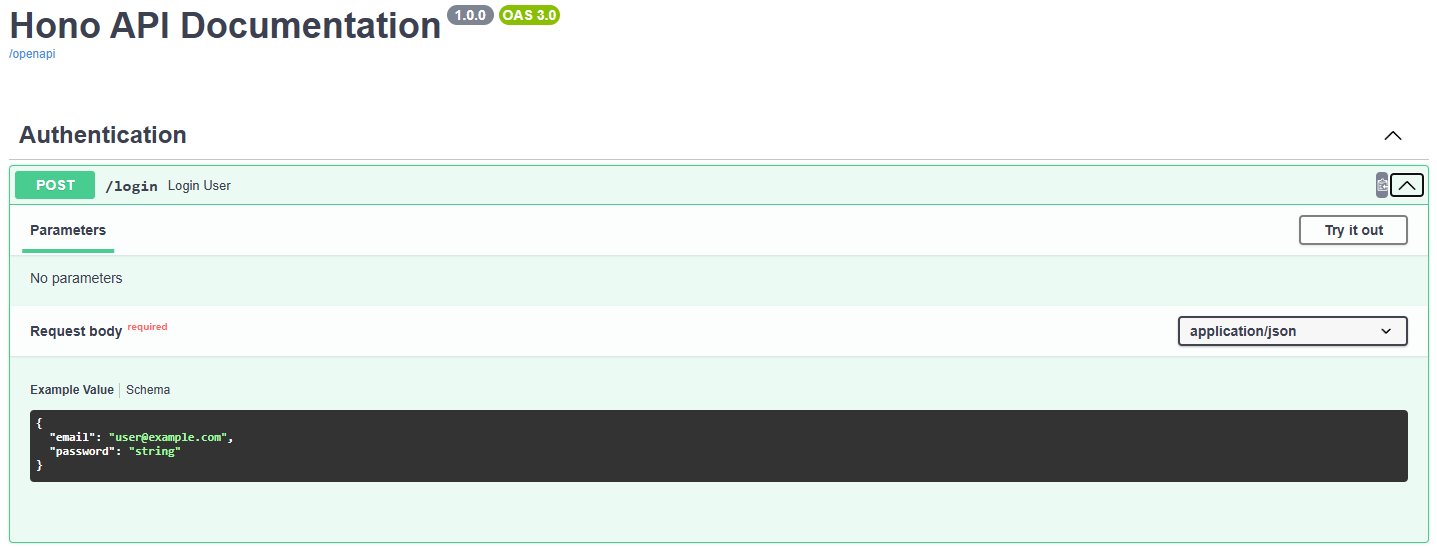 Hono API Documentation 1.0.0 OAS 3.0
/openapi
Authentication
POST /login Login User
Parameters Try it out
No parameters
Request body required application/json
Example Value Schema
{
  "email": "user@example.com",
  "password": "string"
}